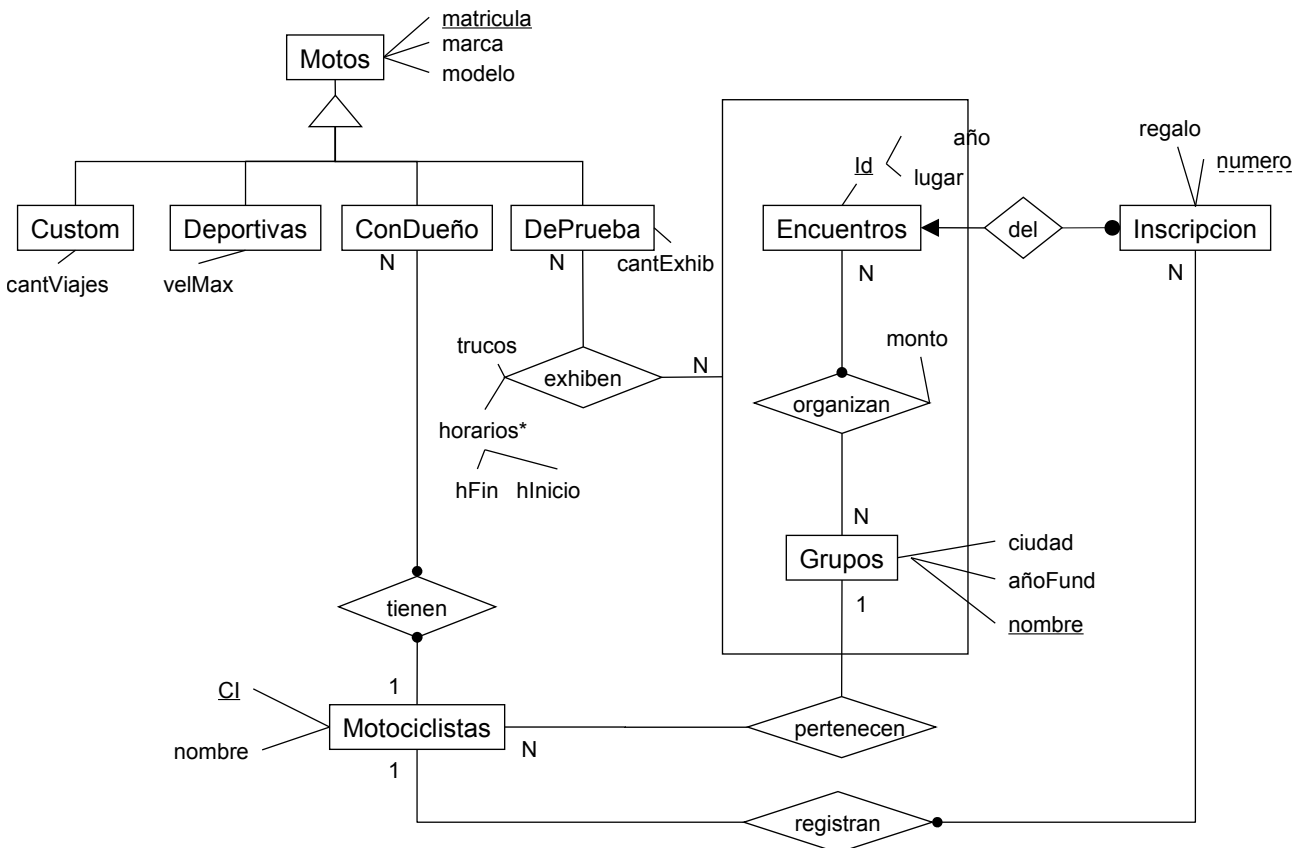 matricula
marca
Motos
modelo
regalo
año
numero
Id
lugar
Custom
Deportivas
ConDueño
DePrueba
Encuentros
del
Inscripcion
N
N
cantExhib
N
N
cantViajes
velMax
trucos
monto
N
exhiben
organizan
horarios*
hFin
hInicio
N
ciudad
Grupos
añoFund
1
tienen
nombre
CI
1
Motociclistas
pertenecen
nombre
N
1
registran